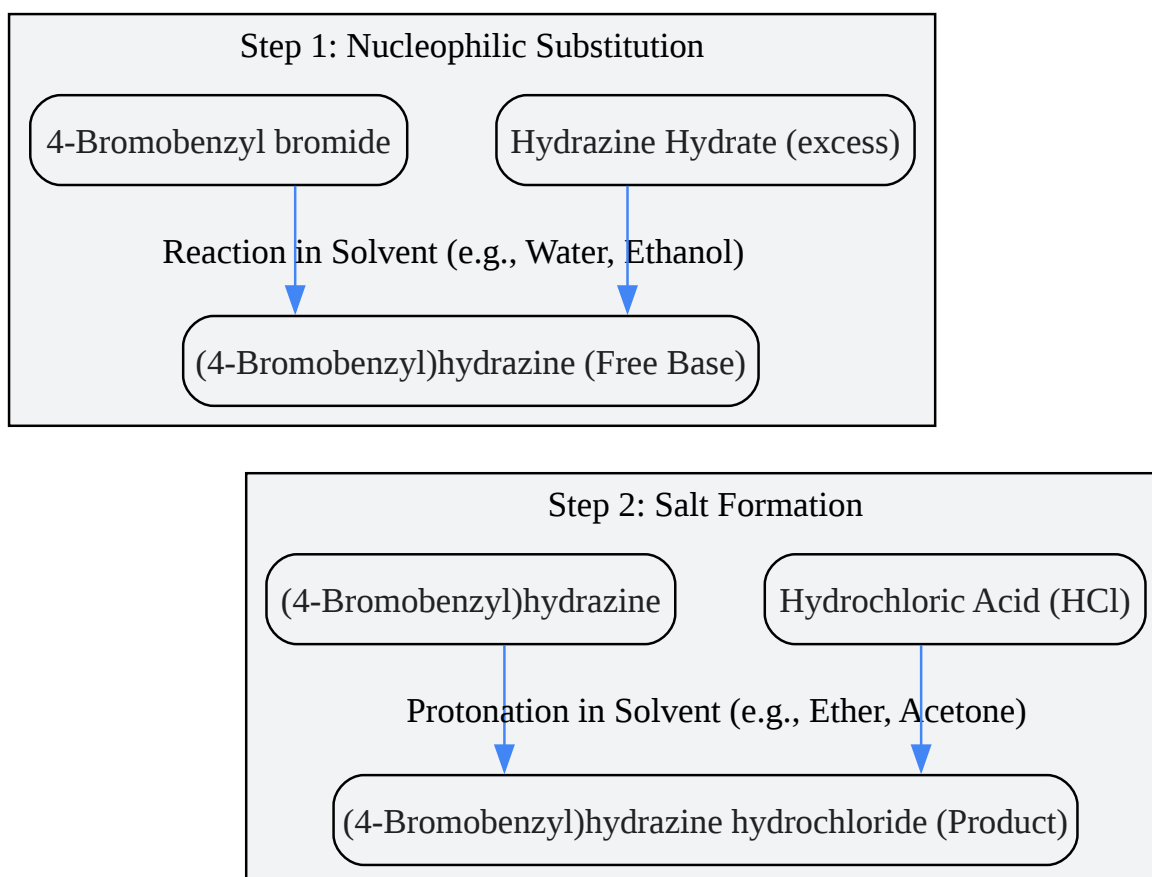 Step 1: Nucleophilic Substitution
4-Bromobenzyl bromide
Hydrazine Hydrate (excess)
Reaction in Solvent (e.g., Water, Ethanol)
(4-Bromobenzyl)hydrazine (Free Base)
Step 2: Salt Formation
(4-Bromobenzyl)hydrazine
Hydrochloric Acid (HCl)
Protonation in Solvent (e.g., Ether, Acetone)
(4-Bromobenzyl)hydrazine hydrochloride (Product)